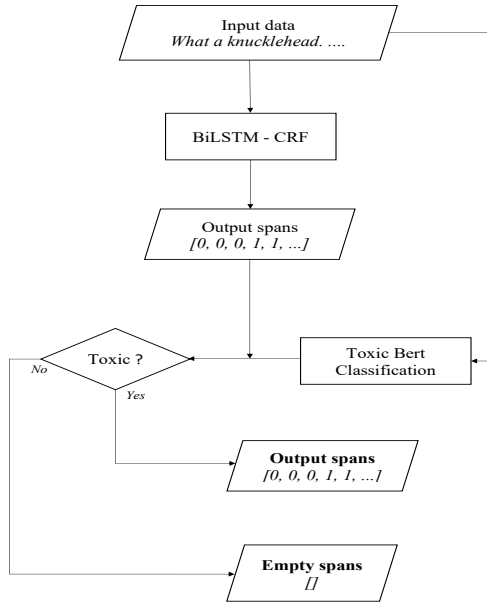 Input data
What a knucklehead. ....
BiLSTM - CRF
Output spans
[0, 0, 0, 1, 1, ...]
Toxic ?
No
Yes
Toxic Bert
Classification
Output spans
[0, 0, 0, 1, 1, ...]
Empty spans
[]